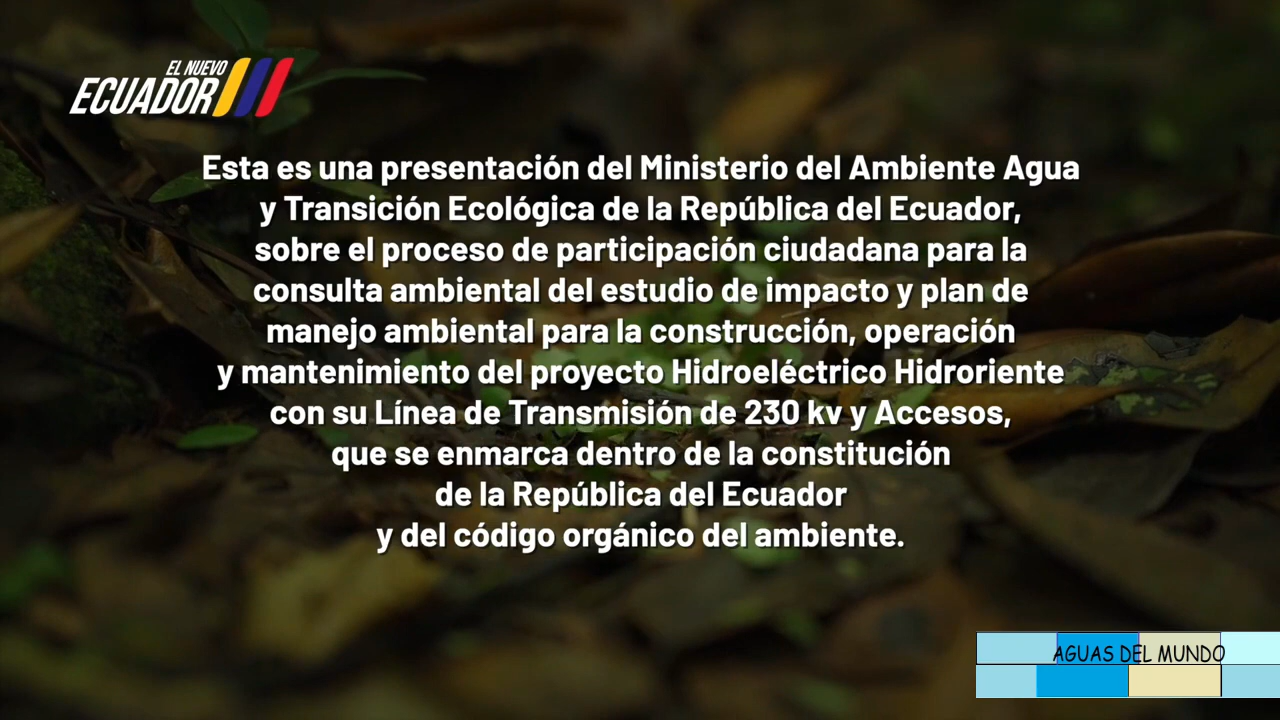 EL NUEVO
ECUADOR
Esta es una presentación del Ministerio del Ambiente Agua
y Transición Ecológica de la República del Ecuador,
sobre el proceso de participación ciudadana para la
consulta ambiental del estudio de impacto y plan de
manejo ambiental para la construcción, operación
y mantenimiento del proyecto Hidroeléctrico Hidroriente
con su Línea de Transmisión de 230 kv y Accesos,
que se enmarca dentro de la constitución
de la República del Ecuador
y del código orgánico del ambiente.
AGUAS DEL MUNDO